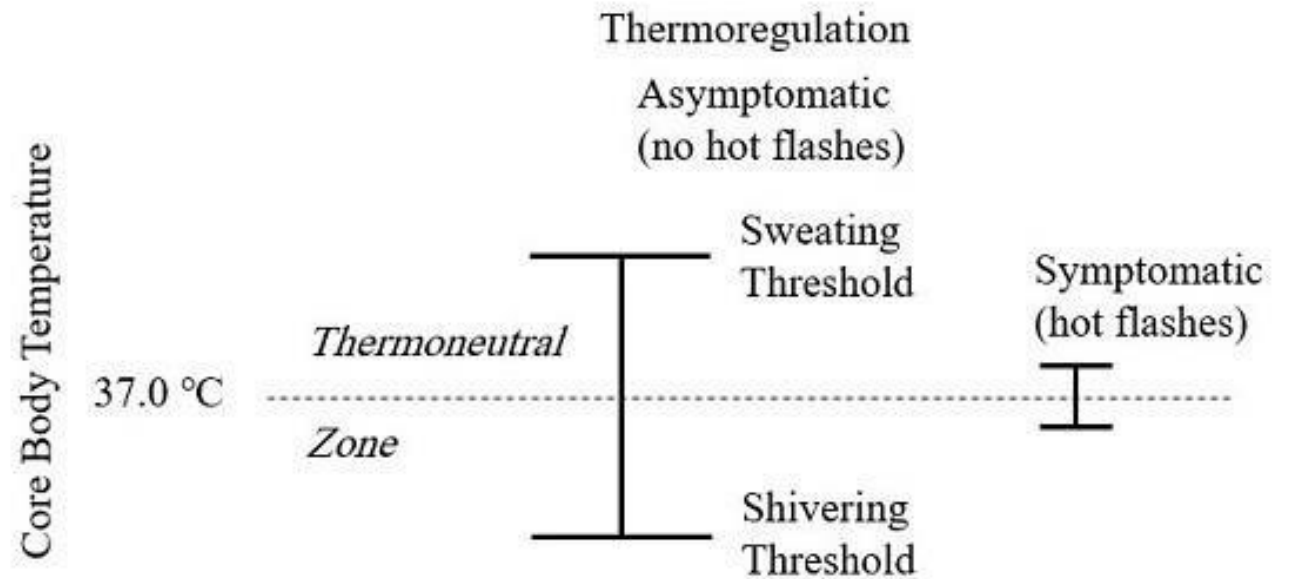 Thermoregulation
Asymptomatic
(no hot flashes)
Core Body Temperature
Sweating
Threshold
Symptomatic
(hot flashes)
Thermoneutral
37.0 °C
Zone
Shivering
Threshold